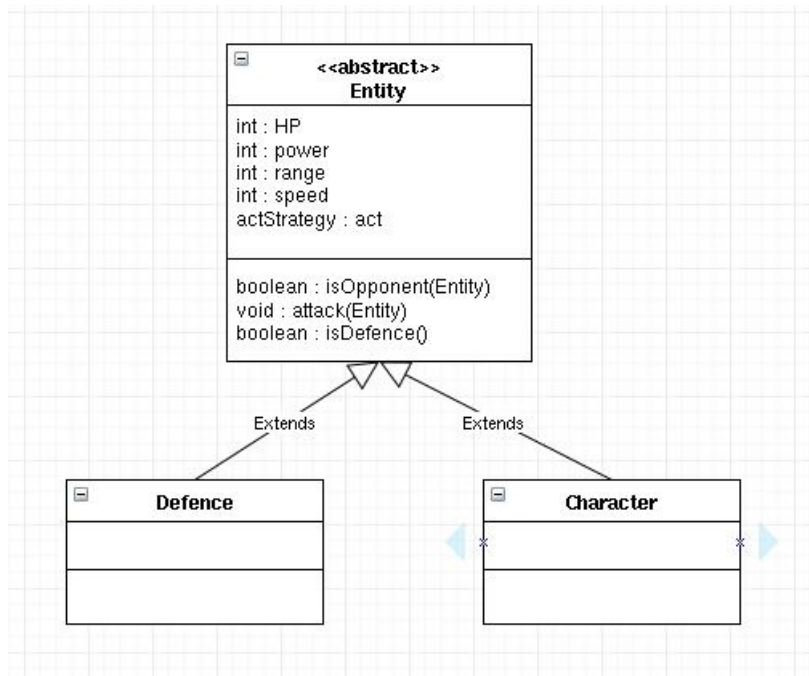 <<abstract>>
Entity
int : HP
int : power
int : range
int : speed
actStrategy : act
boolean : isOpponent(Entity)
void : attack(Entity)
boolean : isDefence()
Extends
Extends
Defence
Character